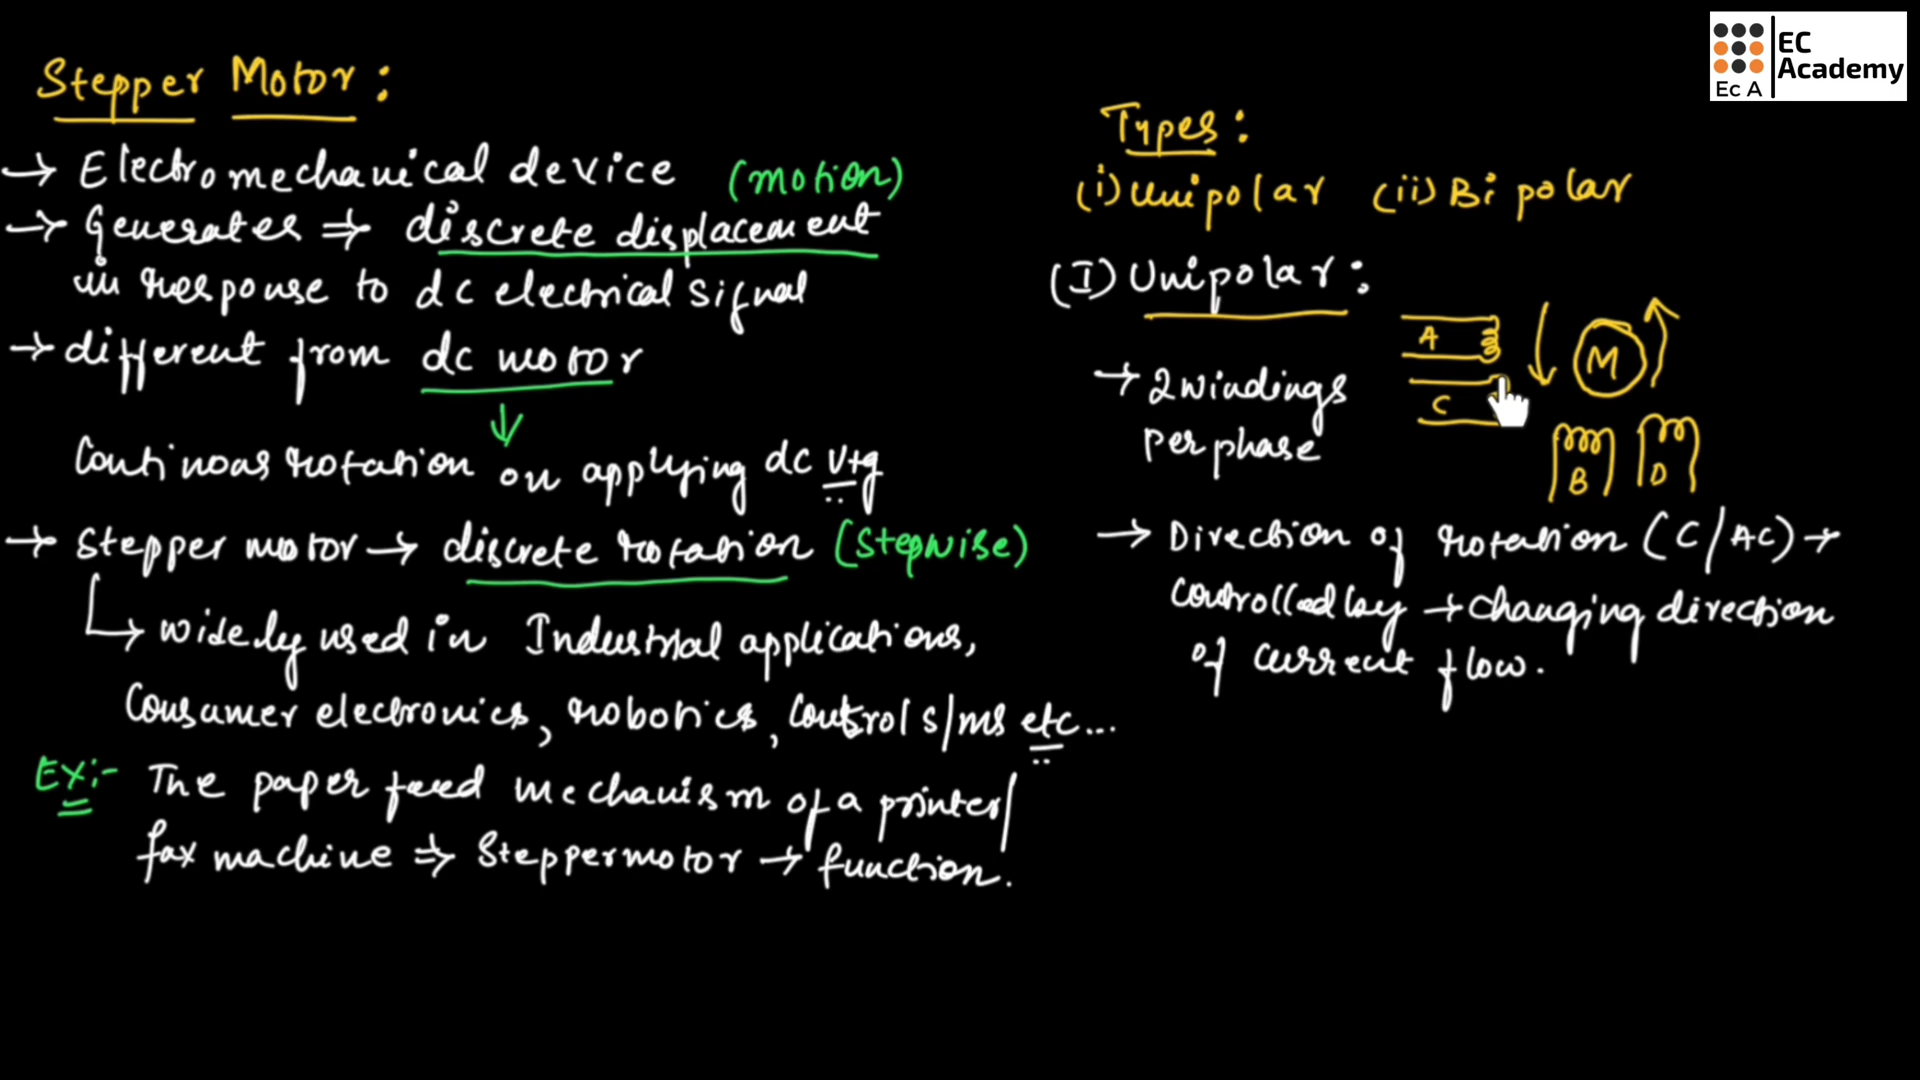 Stepper Motor :
→ Electromechanical device (motion)
→ Generates ⇒ discrete displacement
in response to dc electrical signal
→ different from dc motor
↓
Continous rotation on applying dc vtg
→ stepper motor → discrete rotation (stepwise)
↳ widely used in Industrial applications,
Consumer electronics, robotics, control s/ms etc...
Ex:- The paper feed mechanism of a printer/
fax machine ⇒ Stepper motor → function.
EC
Academy
Ec A
Types :
(i) Unipolar (ii) Bipolar
(I) Unipolar :
→ 2 windings
per phase
A
C
M
B
D
→ Direction of rotation (C/AC) →
controlled by → changing direction
of current flow.